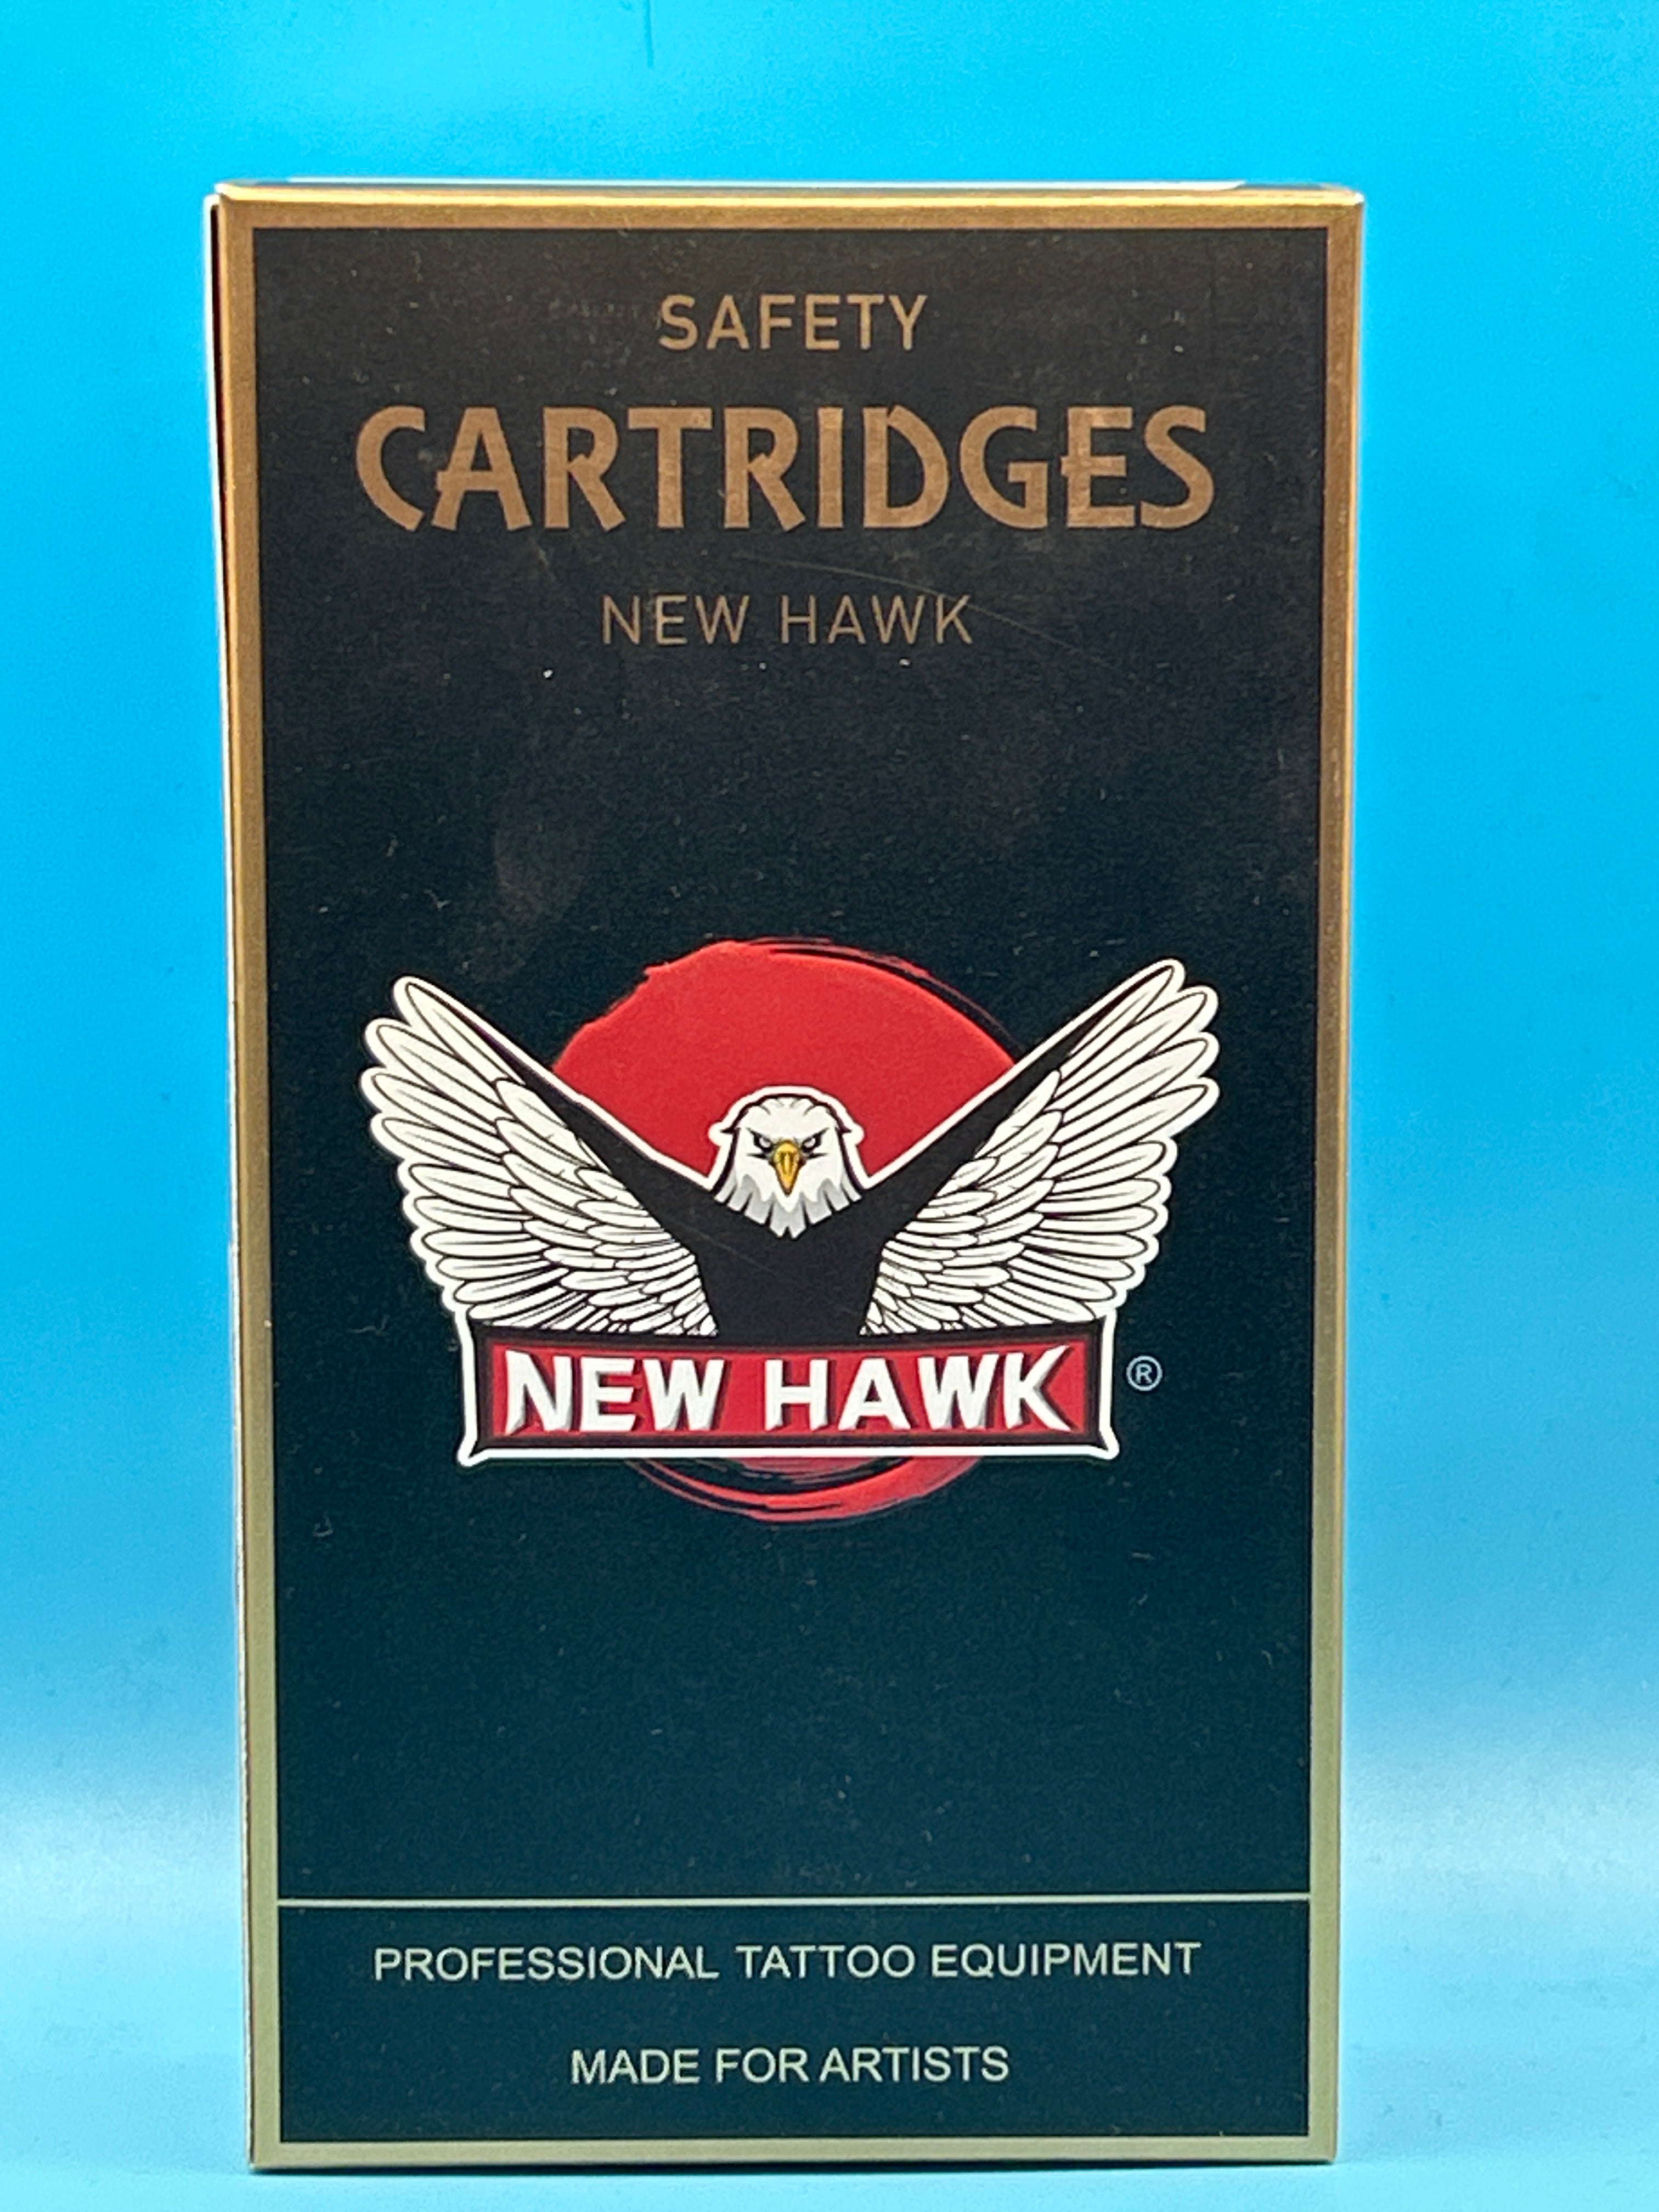 SAFETY
CARTRIDGES
NEW HAWK
NEW HAWK ®
PROFESSIONAL TATTOO EQUIPMENT
MADE FOR ARTISTS